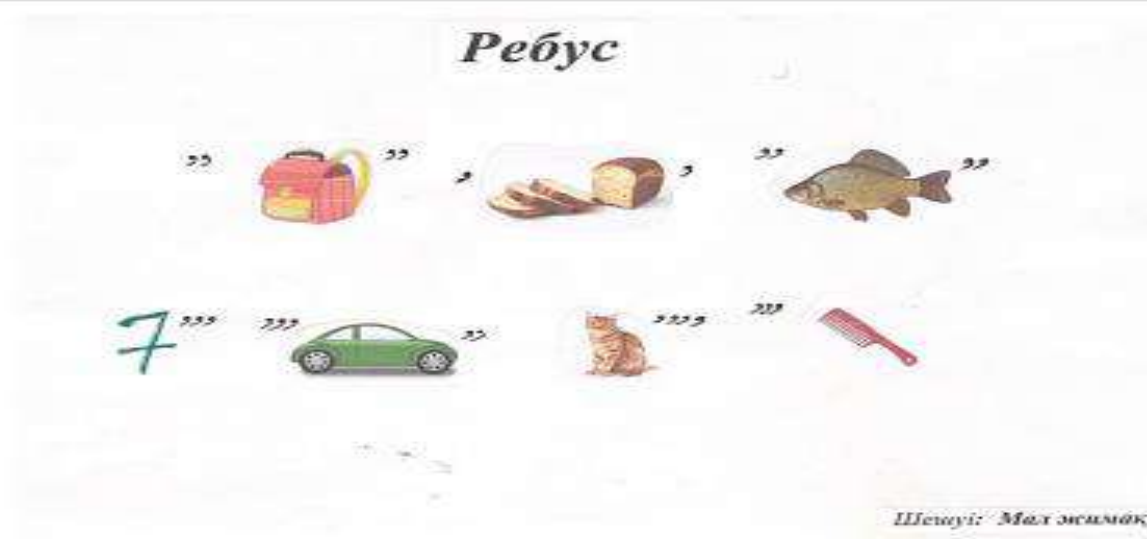 Ребус
,, ,, , , ,, ,,
7 ,,, ,,, ,, ,,,, ,,,
Шешуі: Мал жимақ